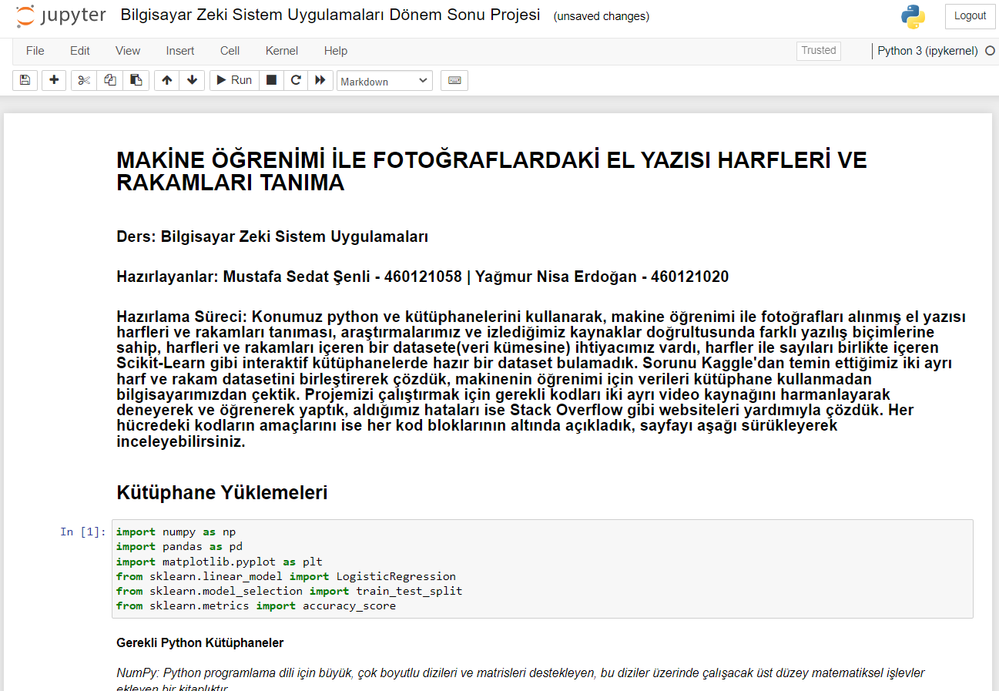 jupyter Bilgisayar Zeki Sistem Uygulamaları Dönem Sonu Projesi (unsaved changes) Logout
File Edit View Insert Cell Kernel Help Trusted Python 3 (ipykernel)
Run Markdown
MAKİNE ÖĞRENİMİ İLE FOTOĞRAFLARDAKİ EL YAZISI HARFLERİ VE
RAKAMLARI TANIMA
Ders: Bilgisayar Zeki Sistem Uygulamaları
Hazırlayanlar: Mustafa Sedat Şenli - 460121058 | Yağmur Nisa Erdoğan - 460121020
Hazırlama Süreci: Konumuz python ve kütüphanelerini kullanarak, makine öğrenimi ile fotoğrafları alınmış el yazısı
harfleri ve rakamları tanıması, araştırmalarımız ve izlediğimiz kaynaklar doğrultusunda farklı yazılış biçimlerine
sahip, harfleri ve rakamları içeren bir datasete(veri kümesine) ihtiyacımız vardı, harfler ile sayıları birlikte içeren
Scikit-Learn gibi interaktif kütüphanelerde hazır bir dataset bulamadık. Sorunu Kaggle'dan temin ettiğimiz iki ayrı
harf ve rakam datasetini birleştirerek çözdük, makinenin öğrenimi için verileri kütüphane kullanmadan
bilgisayarımızdan çektik. Projemizi çalıştırmak için gerekli kodları iki ayrı video kaynağını harmanlayarak
deneyerek ve öğrenerek yaptık, aldığımız hataları ise Stack Overflow gibi websiteleri yardımıyla çözdük. Her
hücredeki kodların amaçlarını ise her kod bloklarının altında açıkladık, sayfayı aşağı sürükleyerek
inceleyebilirsiniz.
Kütüphane Yüklemeleri
In [1]: import numpy as np
import pandas as pd
import matplotlib.pyplot as plt
from sklearn.linear_model import LogisticRegression
from sklearn.model_selection import train_test_split
from sklearn.metrics import accuracy_score
Gerekli Python Kütüphaneler
NumPy: Python programlama dili için büyük, çok boyutlu dizileri ve matrisleri destekleyen, bu diziler üzerinde çalışacak üst düzey matematiksel işlevler
ekleyen bir kitaplıktır